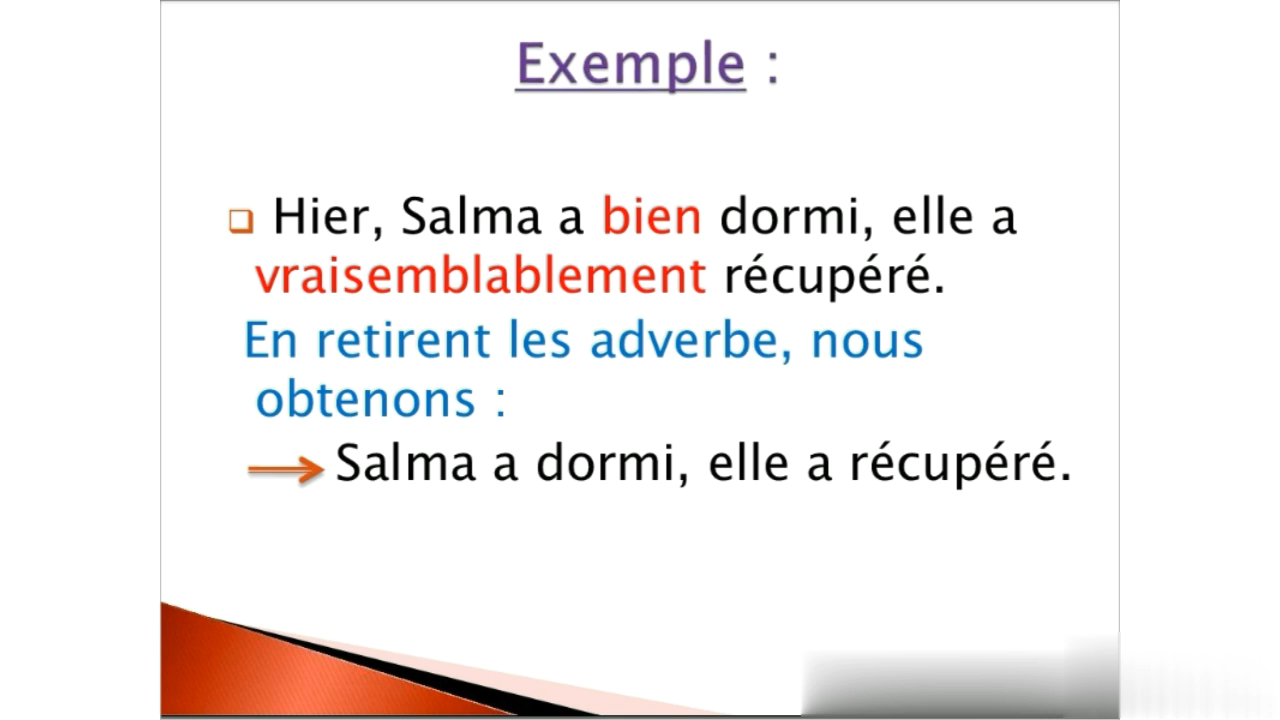 Exemple :
Hier, Salma a bien dormi, elle a
vraisemblablement récupéré.
En retirent les adverbe, nous
obtenons :
Salma a dormi, elle a récupéré.